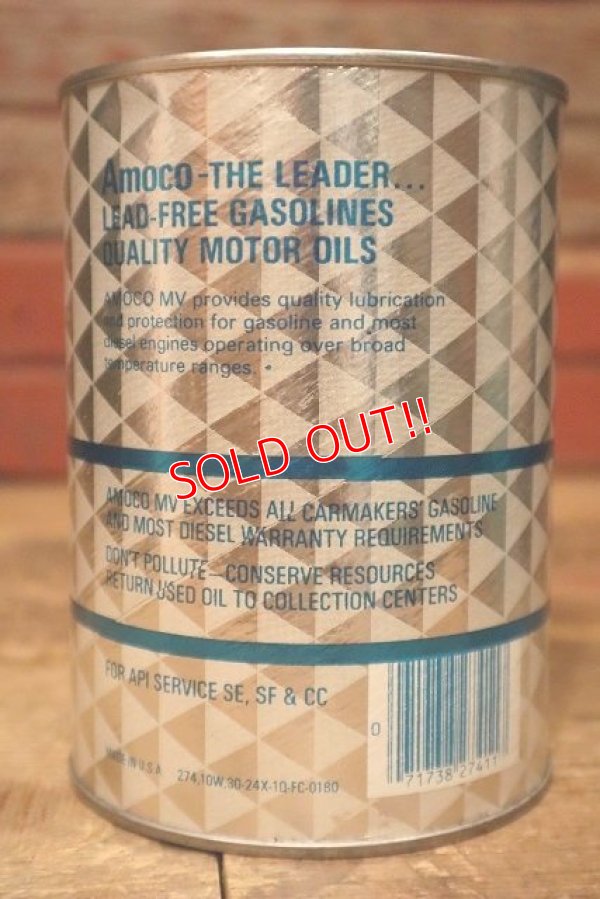 Amoco-THE LEADER...
LEAD-FREE GASOLINES
QUALITY MOTOR OILS
AMOCO MV provides quality lubrication
and protection for gasoline and most
diesel engines operating over broad
temperature ranges. •
SOLD OUT!!
AMOCO MV EXCEEDS ALL CARMAKERS' GASOLINE
AND MOST DIESEL WARRANTY REQUIREMENTS
DON'T POLLUTE-CONSERVE RESOURCES
RETURN USED OIL TO COLLECTION CENTERS
FOR API SERVICE SE, SF & CC
0
71738 27411
MADE IN U.S.A 274,10W,30-24X-10-FC-0180